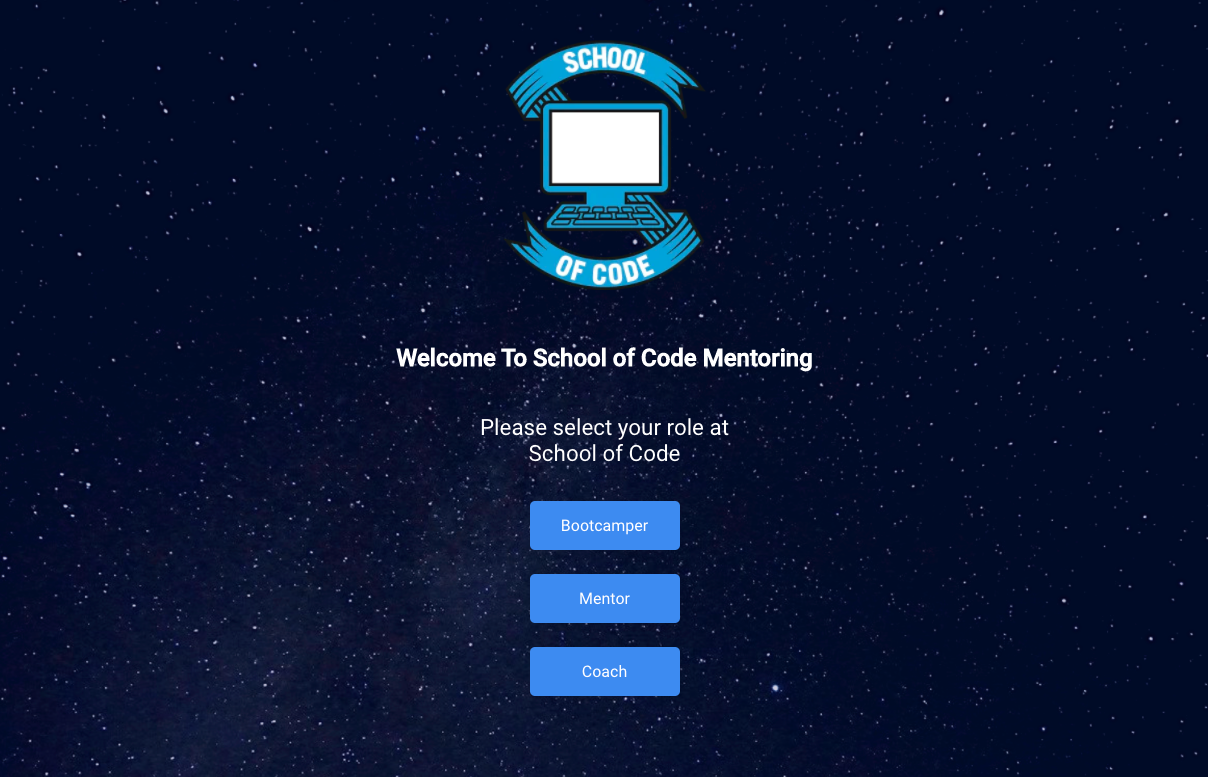 SCHOOL
OF CODE
Welcome To School of Code Mentoring
Please select your role at
School of Code
Bootcamper
Mentor
Coach